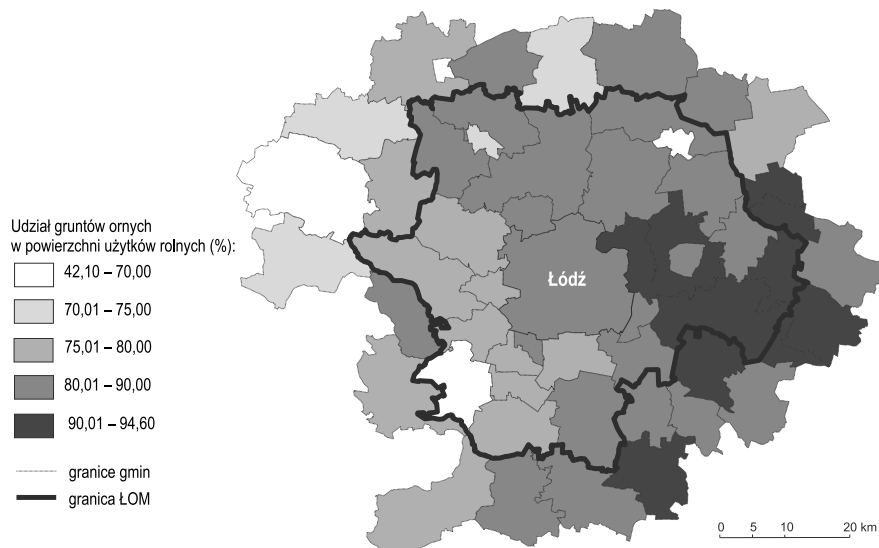 Udział gruntów ornych
w powierzchni użytków rolnych (%):
42,10 – 70,00
70,01 – 75,00
75,01 – 80,00
80,01 – 90,00
90,01 – 94,60
granice gmin
granica ŁOM
Łódź
0 5 10 20 km